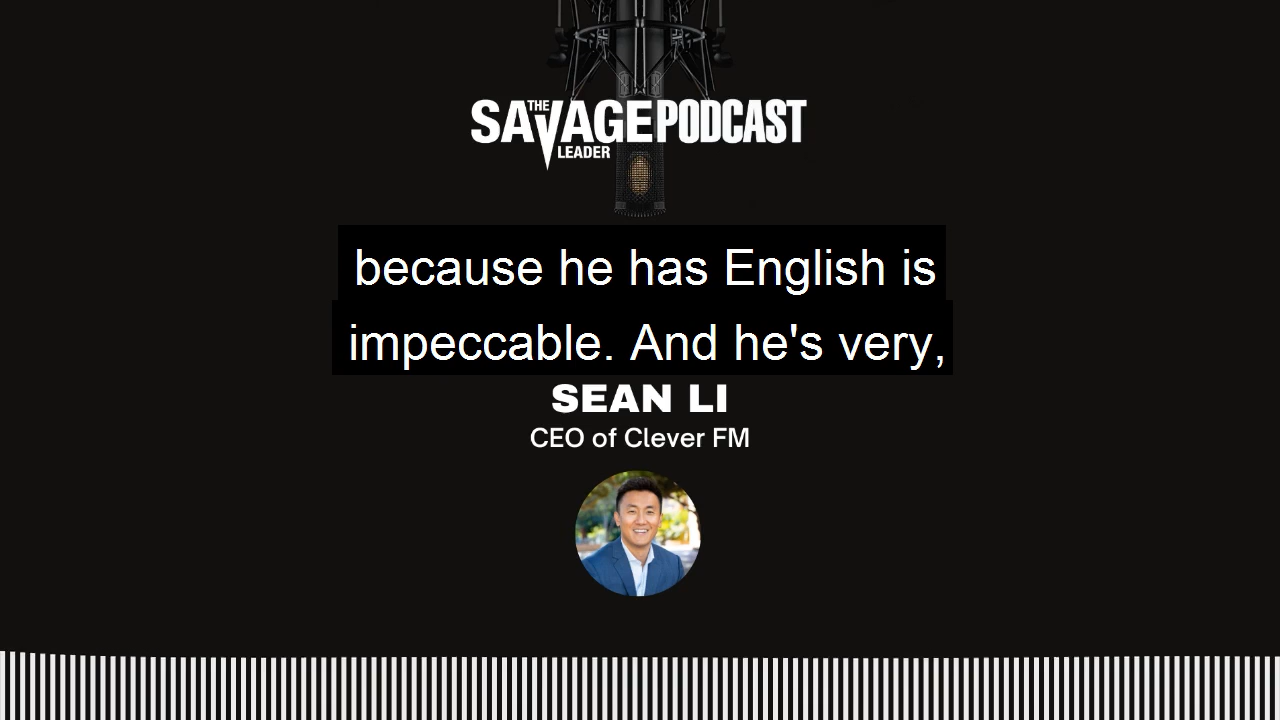 THE SAVAGE LEADER PODCAST
because he has English is
impeccable. And he's very,
SEAN LI
CEO of Clever FM